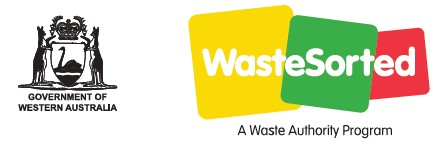 GOVERNMENT OF
WESTERN AUSTRALIA
WasteSorted
A Waste Authority Program